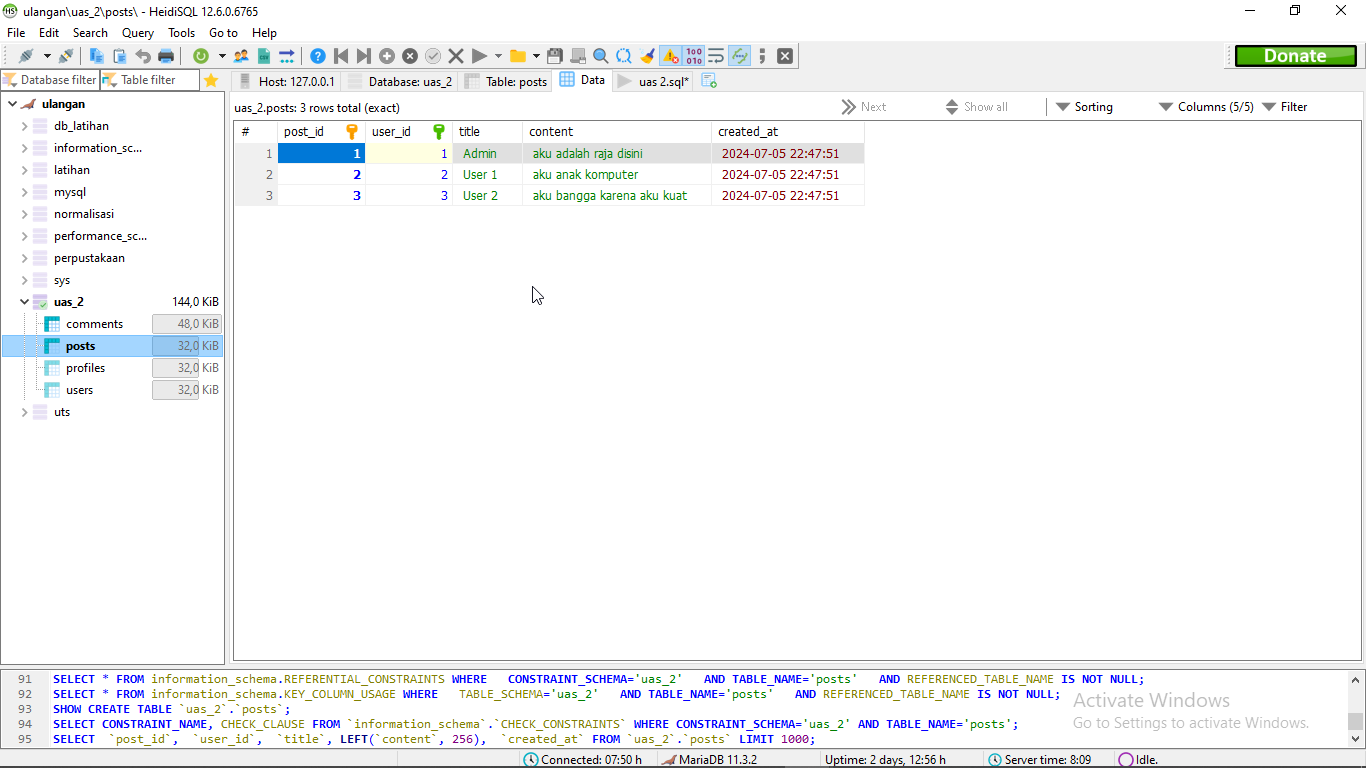 ulangan\uas_2\posts\ - HeidiSQL 12.6.0.6765
File Edit Search Query Tools Go to Help
Donate
Database filter Table filter Host: 127.0.0.1 Database: uas_2 Table: posts Data uas 2.sql*
uas_2.posts: 3 rows total (exact) Next Show all Sorting Columns (5/5) Filter
ulangan
db_latihan
information_sc...
latihan
mysql
normalisasi
performance_sc...
perpustakaan
sys
uas_2 144,0 KiB
comments 48,0 KiB
posts 32,0 KiB
profiles 32,0 KiB
users 32,0 KiB
uts
# post_id user_id title content created_at
1 1 1 Admin aku adalah raja disini 2024-07-05 22:47:51
2 2 2 User 1 aku anak komputer 2024-07-05 22:47:51
3 3 3 User 2 aku bangga karena aku kuat 2024-07-05 22:47:51
91 SELECT * FROM information_schema.REFERENTIAL_CONSTRAINTS WHERE CONSTRAINT_SCHEMA='uas_2' AND TABLE_NAME='posts' AND REFERENCED_TABLE_NAME IS NOT NULL;
92 SELECT * FROM information_schema.KEY_COLUMN_USAGE WHERE TABLE_SCHEMA='uas_2' AND TABLE_NAME='posts' AND REFERENCED_TABLE_NAME IS NOT NULL;
93 SHOW CREATE TABLE `uas_2`.`posts`;
94 SELECT CONSTRAINT_NAME, CHECK_CLAUSE FROM `information_schema`.`CHECK_CONSTRAINTS` WHERE CONSTRAINT_SCHEMA='uas_2' AND TABLE_NAME='posts';
95 SELECT `post_id`, `user_id`, `title`, LEFT(`content`, 256), `created_at` FROM `uas_2`.`posts` LIMIT 1000;
Activate Windows
Go to Settings to activate Windows.
Connected: 07:50 h MariaDB 11.3.2 Uptime: 2 days, 12:56 h Server time: 8:09 Idle.